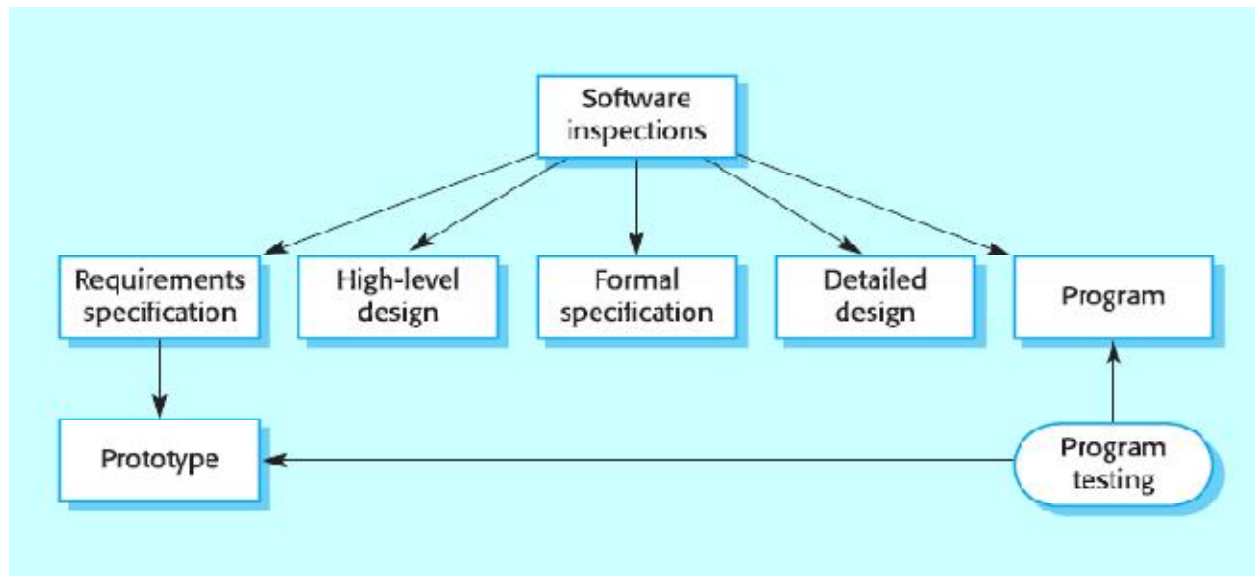 Software
inspections
Requirements
specification
High-level
design
Formal
specification
Detailed
design
Program
Prototype
Program
testing